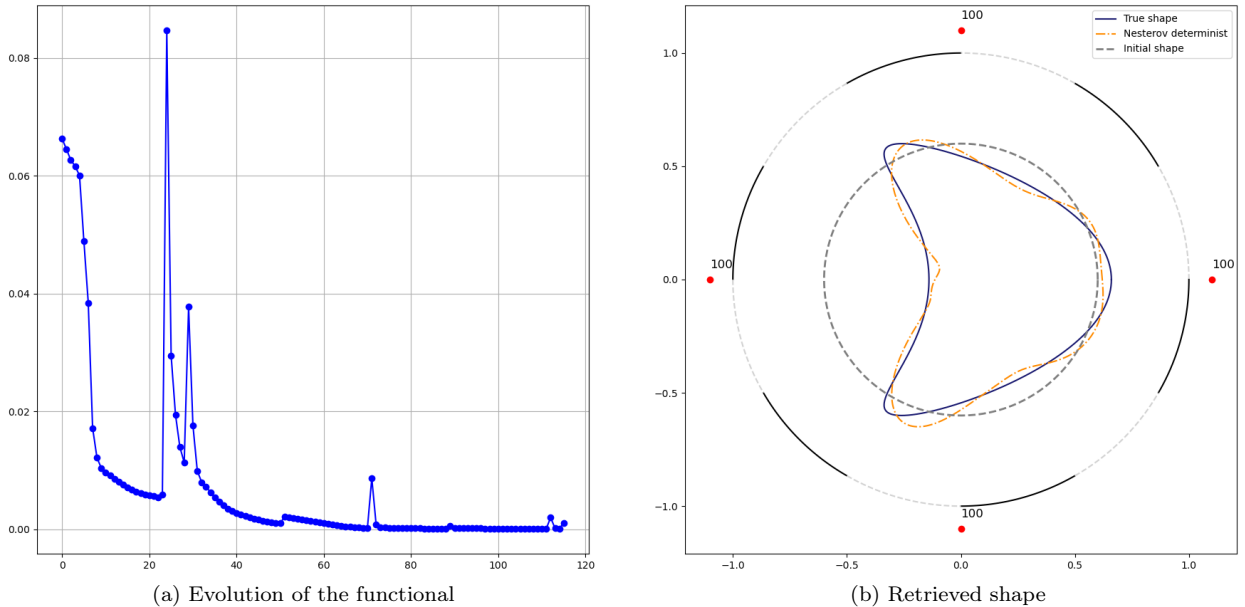 0.08
0.06
0.04
0.02
0.00
0 20 40 60 80 100 120
(a) Evolution of the functional
100
True shape
Nesterov determinist
Initial shape
1.0
0.5
100
100
0.0
−0.5
−1.0
100
−1.0 −0.5 0.0 0.5 1.0
(b) Retrieved shape